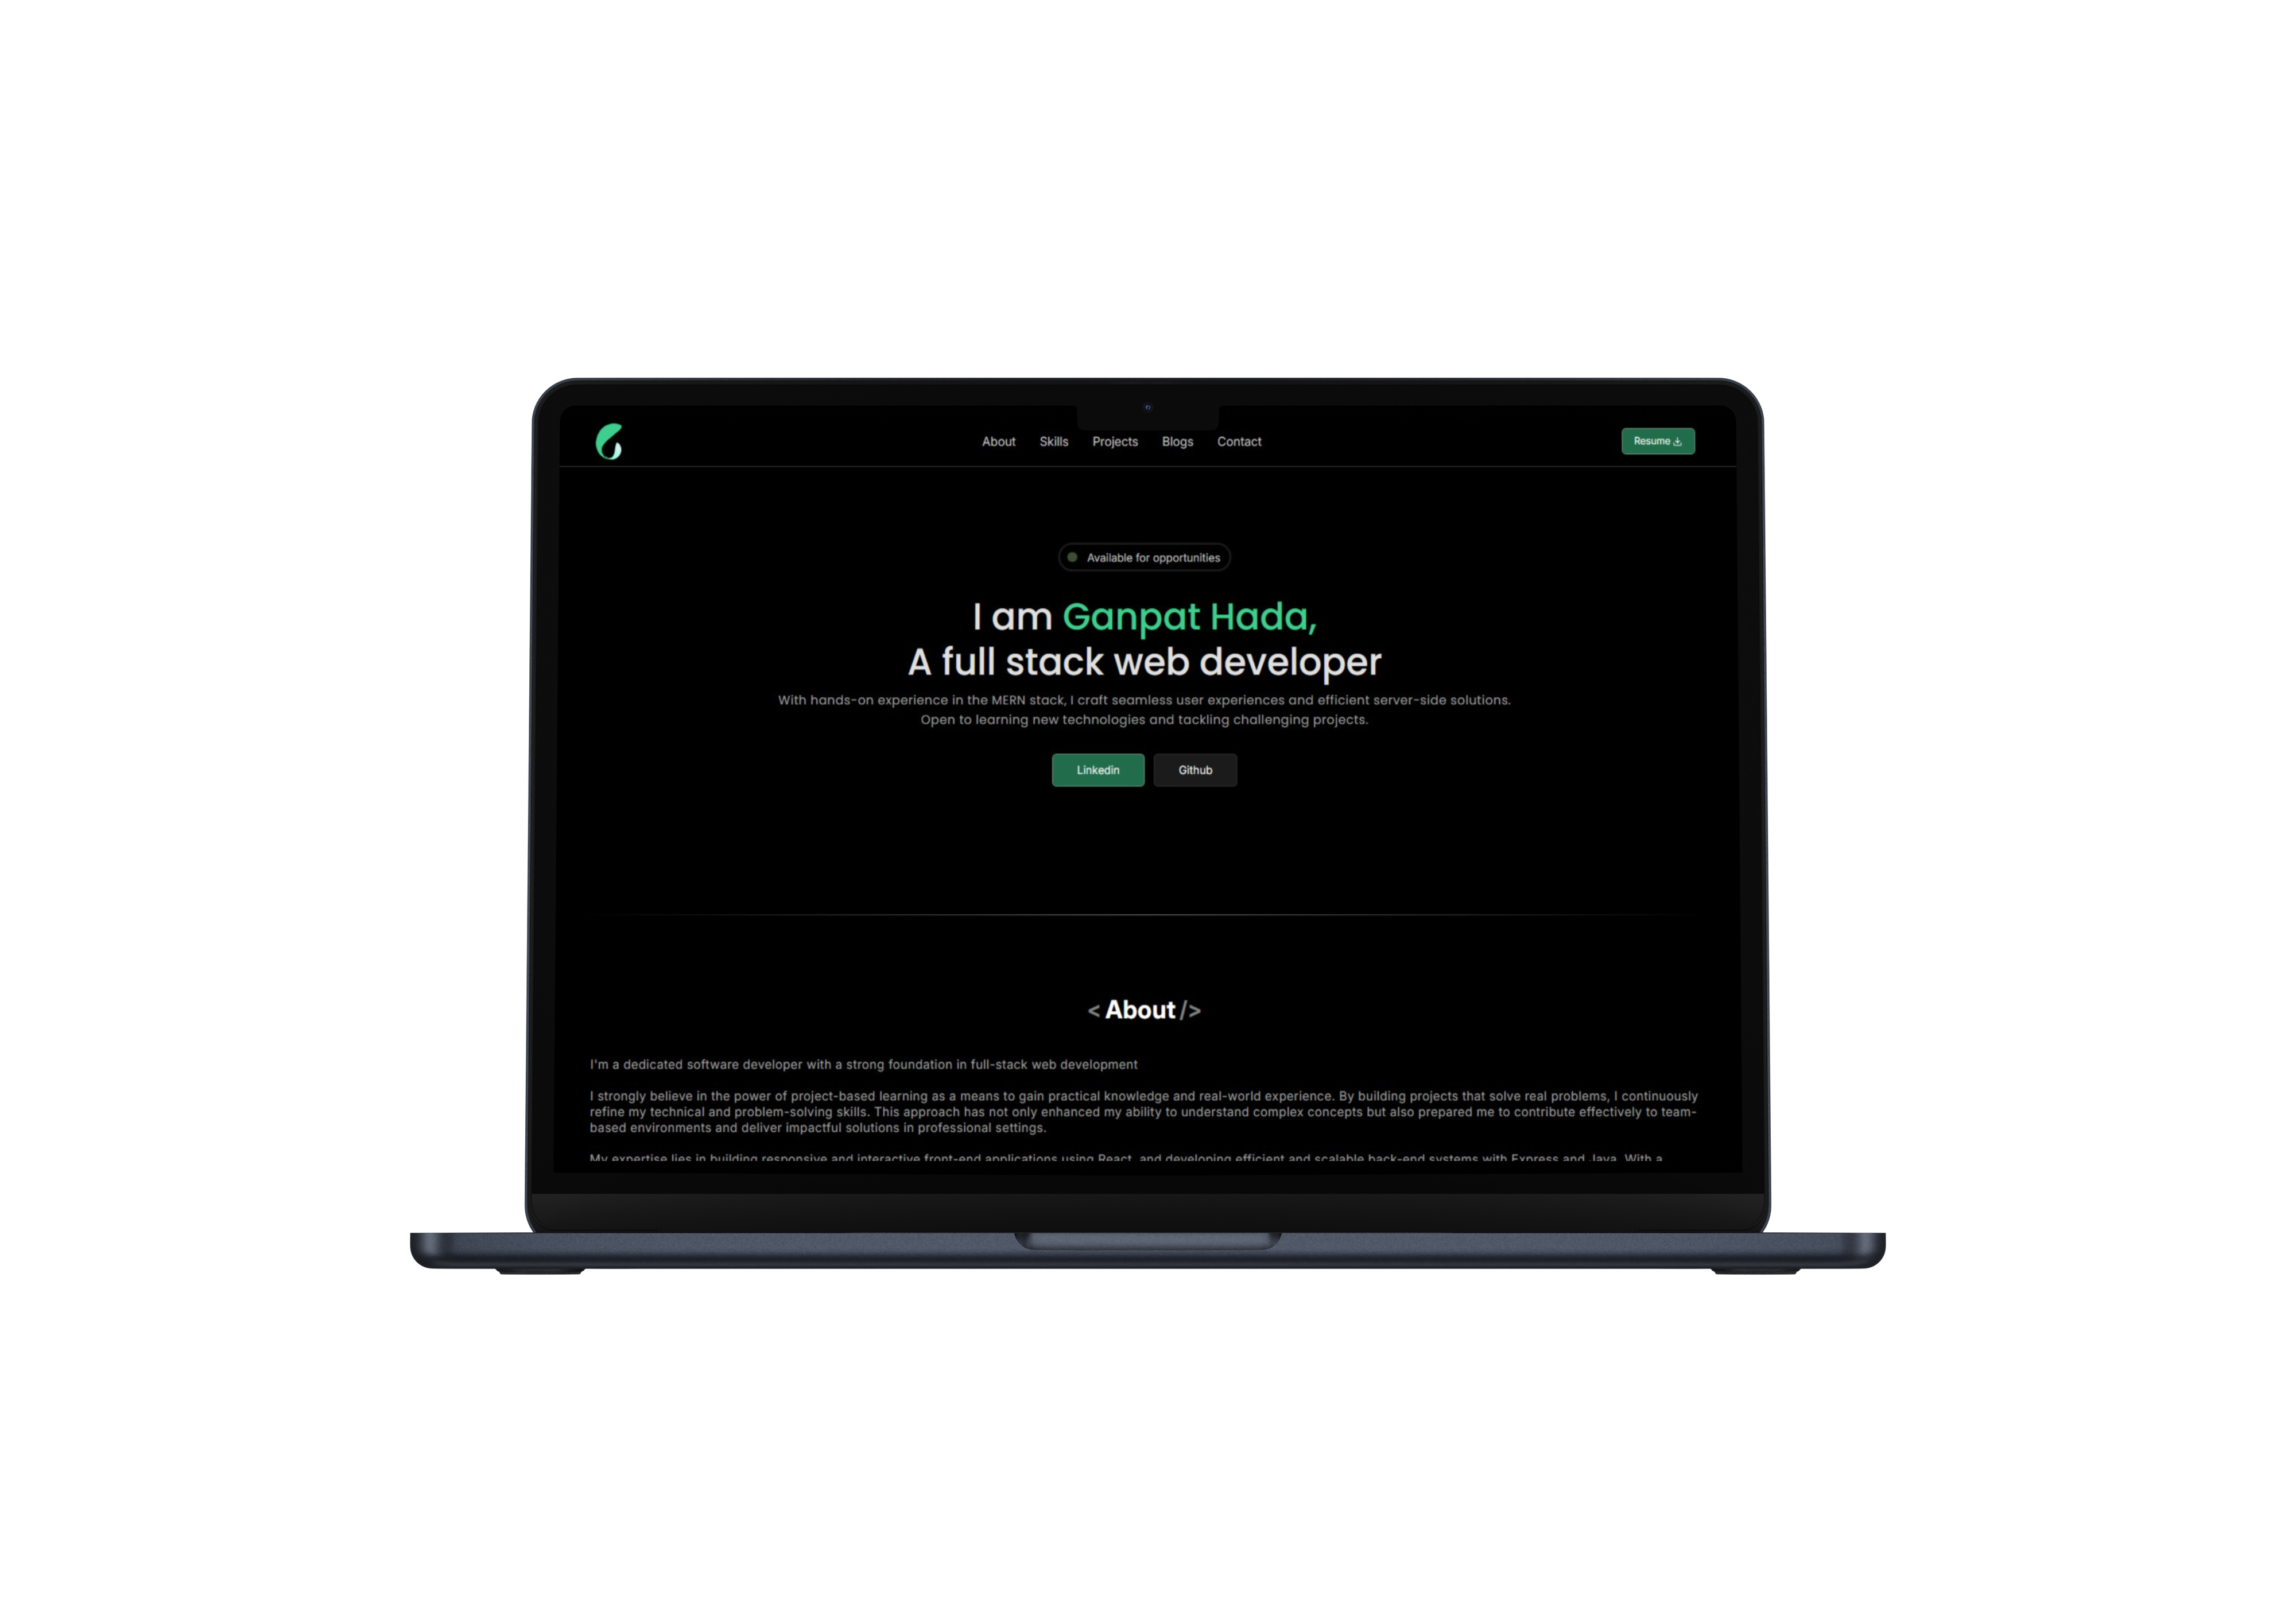 About Skills Projects Blogs Contact Resume
Available for opportunities
I am Ganpat Hada,
A full stack web developer
With hands-on experience in the MERN stack, I craft seamless user experiences and efficient server-side solutions.
Open to learning new technologies and tackling challenging projects.
Linkedin Github
< About />
I'm a dedicated software developer with a strong foundation in full-stack web development
I strongly believe in the power of project-based learning as a means to gain practical knowledge and real-world experience. By building projects that solve real problems, I continuously
refine my technical and problem-solving skills. This approach has not only enhanced my ability to understand complex concepts but also prepared me to contribute effectively to team-
based environments and deliver impactful solutions in professional settings.
My expertise lies in building responsive and interactive front-end applications using React, and developing efficient and scalable back-end systems with Express and Java. With a